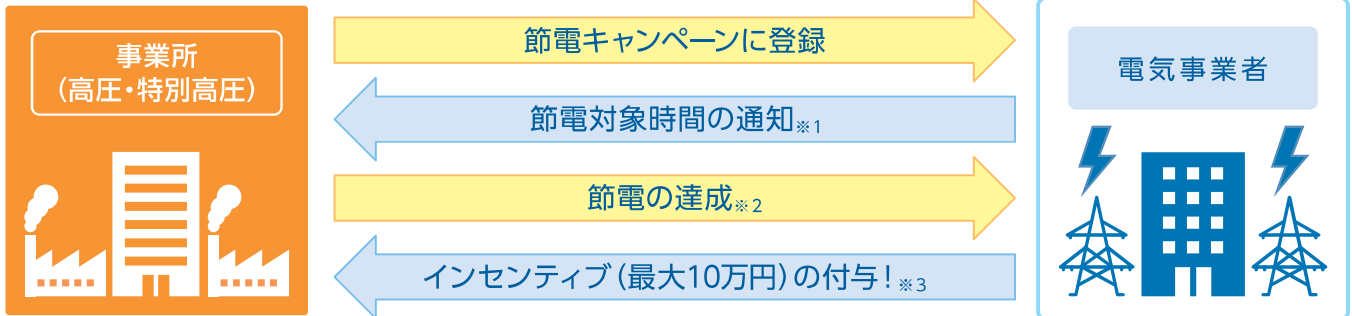 事業所
（高圧・特別高圧）
節電キャンペーンに登録
節電対象時間の通知※1
節電の達成※2
インセンティブ（最大10万円）の付与！※3
電気事業者